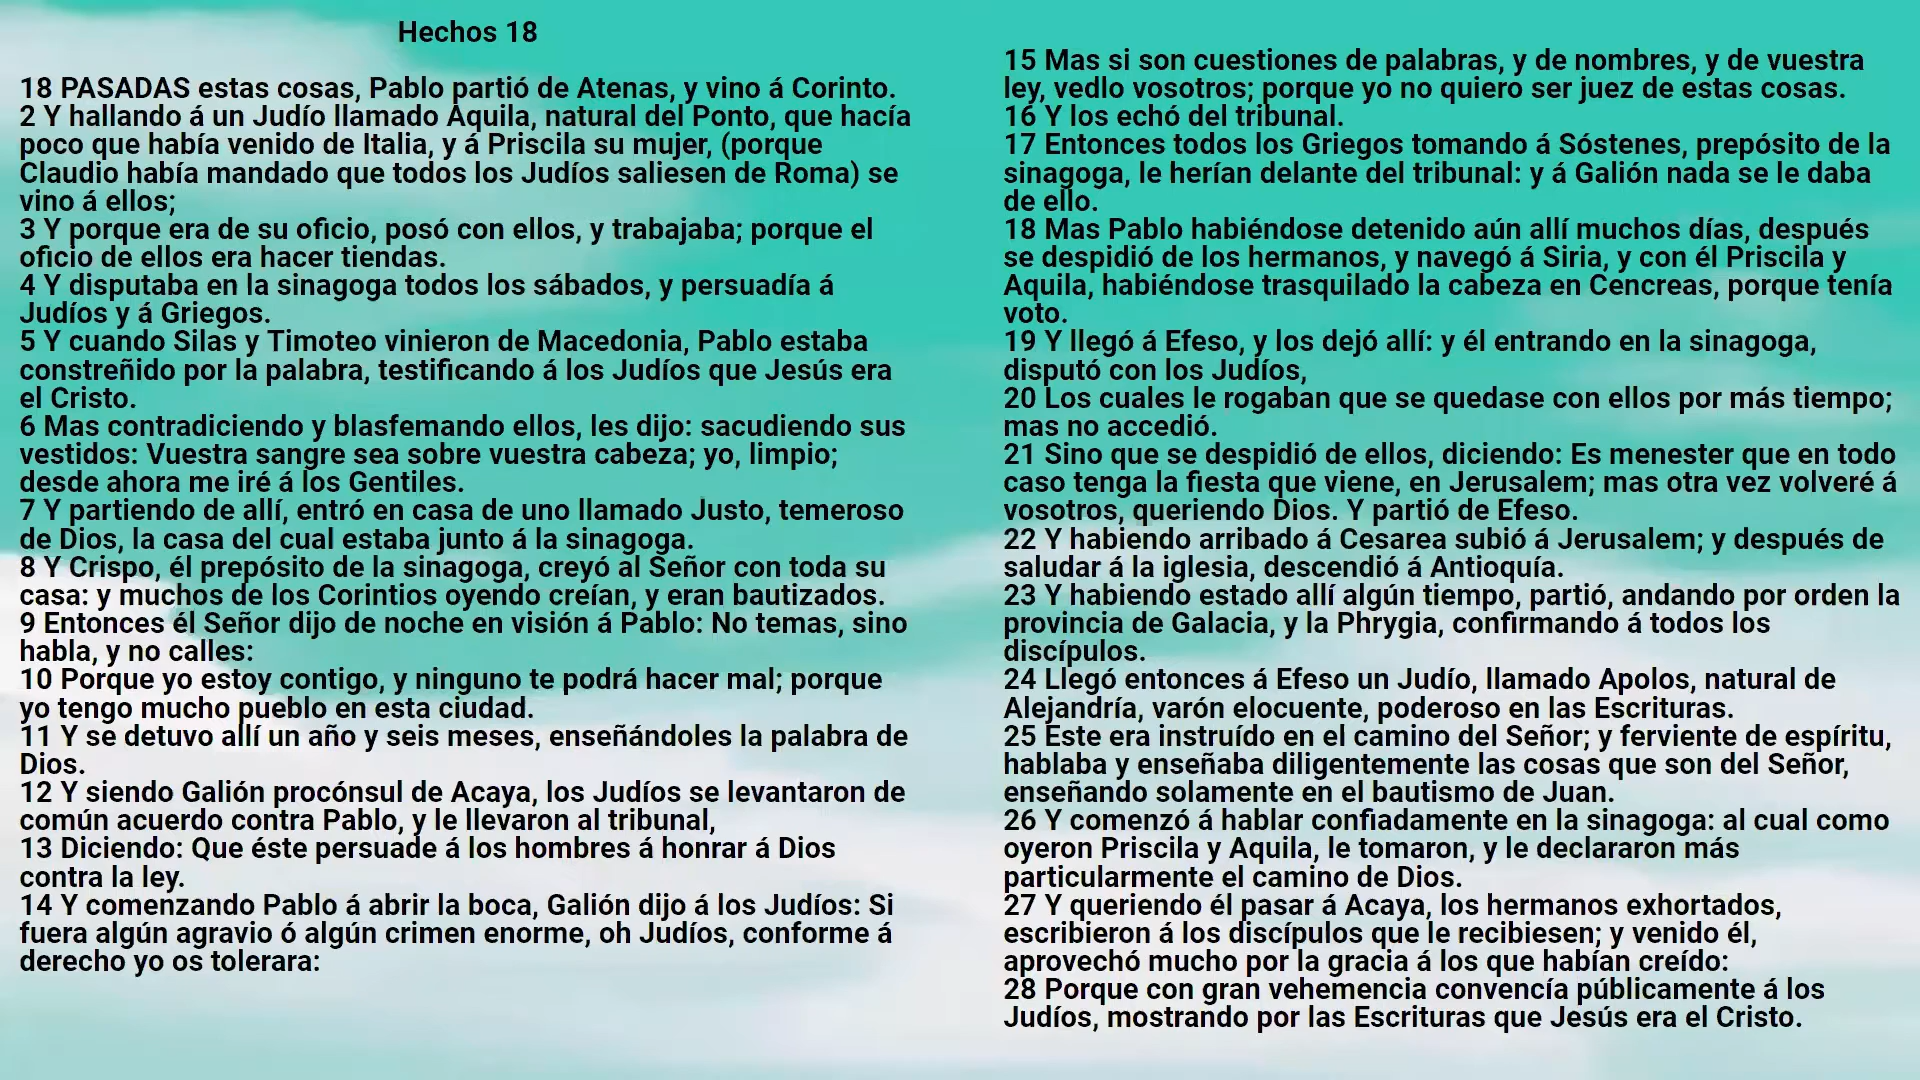 Hechos 18
18 PASADAS estas cosas, Pablo partió de Atenas, y vino á Corinto.
2 Y hallando á un Judío llamado Aquila, natural del Ponto, que hacía
poco que había venido de Italia, y á Priscila su mujer, (porque
Claudio había mandado que todos los Judíos saliesen de Roma) se
vino á ellos;
3 Y porque era de su oficio, posó con ellos, y trabajaba; porque el
oficio de ellos era hacer tiendas.
4 Y disputaba en la sinagoga todos los sábados, y persuadía á
Judíos y á Griegos.
5 Y cuando Silas y Timoteo vinieron de Macedonia, Pablo estaba
constreñido por la palabra, testificando á los Judíos que Jesús era
el Cristo.
6 Mas contradiciendo y blasfemando ellos, les dijo: sacudiendo sus
vestidos: Vuestra sangre sea sobre vuestra cabeza; yo, limpio;
desde ahora me iré á los Gentiles.
7 Y partiendo de allí, entró en casa de uno llamado Justo, temeroso
de Dios, la casa del cual estaba junto á la sinagoga.
8 Y Crispo, él prepósito de la sinagoga, creyó al Señor con toda su
casa: y muchos de los Corintios oyendo creían, y eran bautizados.
9 Entonces él Señor dijo de noche en visión á Pablo: No temas, sino
habla, y no calles:
10 Porque yo estoy contigo, y ninguno te podrá hacer mal; porque
yo tengo mucho pueblo en esta ciudad.
11 Y se detuvo allí un año y seis meses, enseñándoles la palabra de
Dios.
12 Y siendo Galión procónsul de Acaya, los Judíos se levantaron de
común acuerdo contra Pablo, y le llevaron al tribunal,
13 Diciendo: Que éste persuade á los hombres á honrar á Dios
contra la ley.
14 Y comenzando Pablo á abrir la boca, Galión dijo á los Judíos: Si
fuera algún agravio ó algún crimen enorme, oh Judíos, conforme á
derecho yo os tolerara:
15 Mas si son cuestiones de palabras, y de nombres, y de vuestra
ley, vedlo vosotros; porque yo no quiero ser juez de estas cosas.
16 Y los echó del tribunal.
17 Entonces todos los Griegos tomando á Sóstenes, prepósito de la
sinagoga, le herían delante del tribunal: y á Galión nada se le daba
de ello.
18 Mas Pablo habiéndose detenido aún allí muchos días, después
se despidió de los hermanos, y navegó á Siria, y con él Priscila y
Aquila, habiéndose trasquilado la cabeza en Cencreas, porque tenía
voto.
19 Y llegó á Efeso, y los dejó allí: y él entrando en la sinagoga,
disputó con los Judíos,
20 Los cuales le rogaban que se quedase con ellos por más tiempo;
mas no accedió.
21 Sino que se despidió de ellos, diciendo: Es menester que en todo
caso tenga la fiesta que viene, en Jerusalem; mas otra vez volveré á
vosotros, queriendo Dios. Y partió de Efeso.
22 Y habiendo arribado á Cesarea subió á Jerusalem; y después de
saludar á la iglesia, descendió á Antioquía.
23 Y habiendo estado allí algún tiempo, partió, andando por orden la
provincia de Galacia, y la Phrygia, confirmando á todos los
discípulos.
24 Llegó entonces á Efeso un Judío, llamado Apolos, natural de
Alejandría, varón elocuente, poderoso en las Escrituras.
25 Este era instruído en el camino del Señor; y ferviente de espíritu,
hablaba y enseñaba diligentemente las cosas que son del Señor,
enseñando solamente en el bautismo de Juan.
26 Y comenzó á hablar confiadamente en la sinagoga: al cual como
oyeron Priscila y Aquila, le tomaron, y le declararon más
particularmente el camino de Dios.
27 Y queriendo él pasar á Acaya, los hermanos exhortados,
escribieron á los discípulos que le recibiesen; y venido él,
aprovechó mucho por la gracia á los que habían creído:
28 Porque con gran vehemencia convencía públicamente á los
Judíos, mostrando por las Escrituras que Jesús era el Cristo.